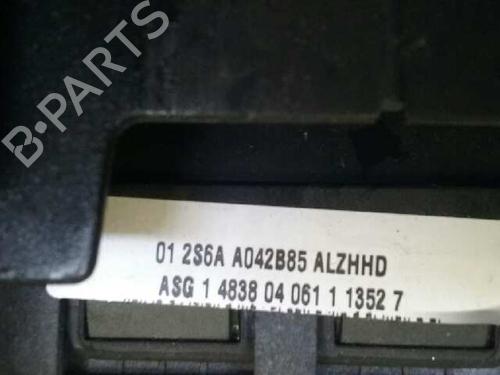 B-PARTS
01 2S6A A042B85 ALZHHD
ASG 1 4838 04 061 1 1352 7